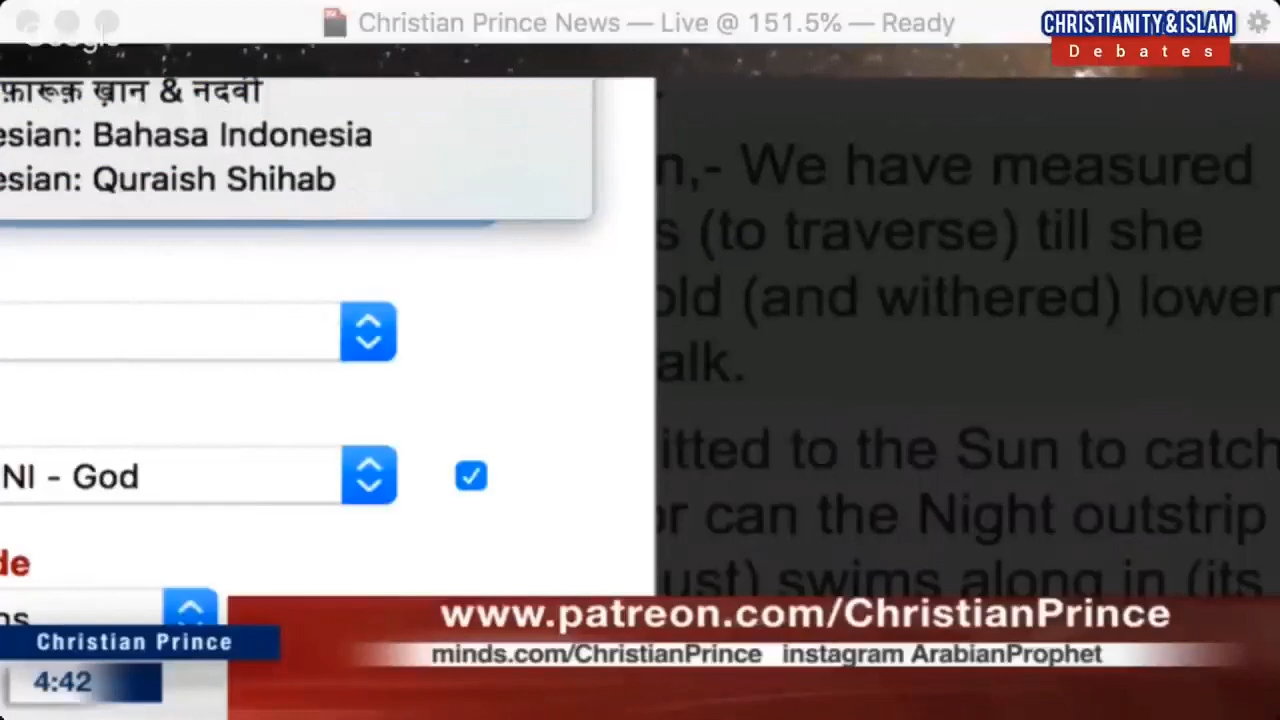 Christian Prince News — Live @ 151.5% — Ready
CHRISTIANITY & ISLAM
Debates
Google
फ़ारूक़ ख़ान & नदवी
esian: Bahasa Indonesia
esian: Quraish Shihab
n,- We have measured
s (to traverse) till she
old (and withered) lower
alk.
NI - God
itted to the Sun to catch
or can the Night outstrip
ust) swims along in (its
de
ns
www.patreon.com/ChristianPrince
Christian Prince
minds.com/ChristianPrince instagram ArabianProphet
4:42